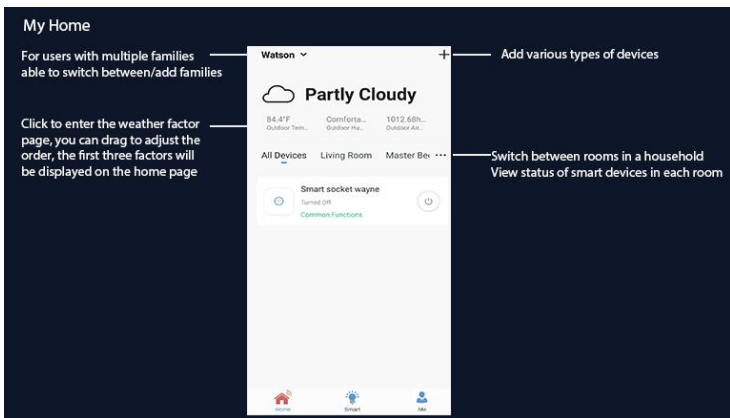 My Home
For users with multiple families
able to switch between/add families
Click to enter the weather factor
page, you can drag to adjust the
order, the first three factors will
be displayed on the home page
Watson
+
Partly Cloudy
84.4°F Comforta... 1012.68h...
Outdoor Tem... Outdoor Hu... Outdoor Air...
All Devices Living Room Master Be ...
Smart socket wayne
Turned Off
Common Functions
Home Smart Me
Add various types of devices
Switch between rooms in a household
View status of smart devices in each room